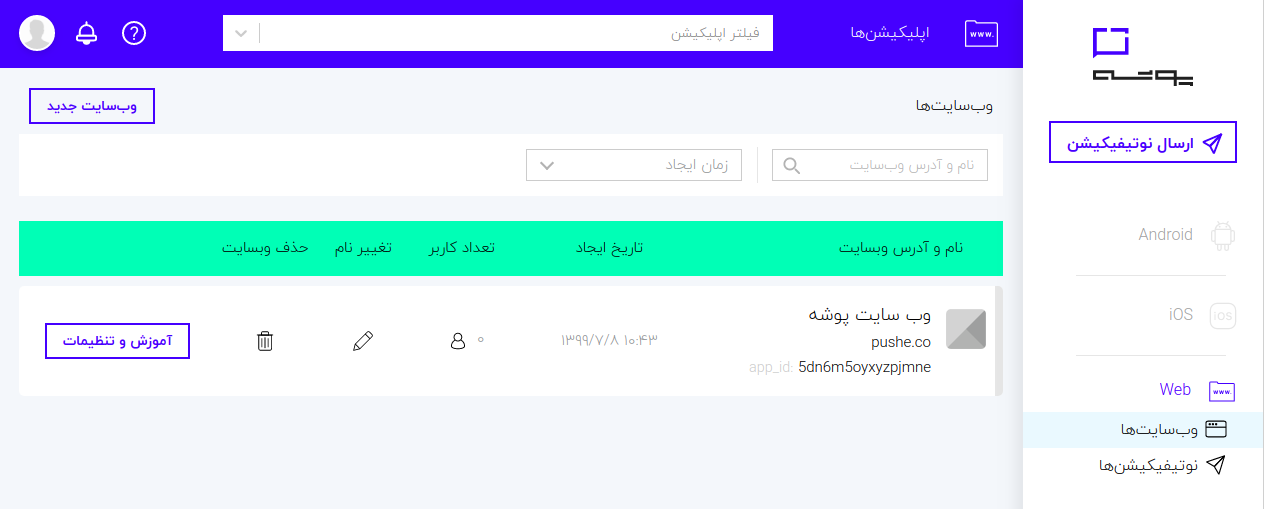 پوشه
ارسال نوتیفیکیشن
Android
iOS
iOS
Web
www.
وب‌سایت‌ها
نوتیفیکیشن‌ها
www.
اپلیکیشن‌ها
فیلتر اپلیکیشن
?
وب‌سایت‌ها
وب‌سایت جدید
نام و آدرس وب‌سایت
زمان ایجاد
نام و آدرس وبسایت
تاریخ ایجاد
تعداد کاربر
تغییر نام
حذف وبسایت
وب سایت پوشه
pushe.co
app_id: 5dn6m5oyxyzpjmne
۱۳۹۹/۷/۸ ۱۰:۴۳
۰
آموزش و تنظیمات